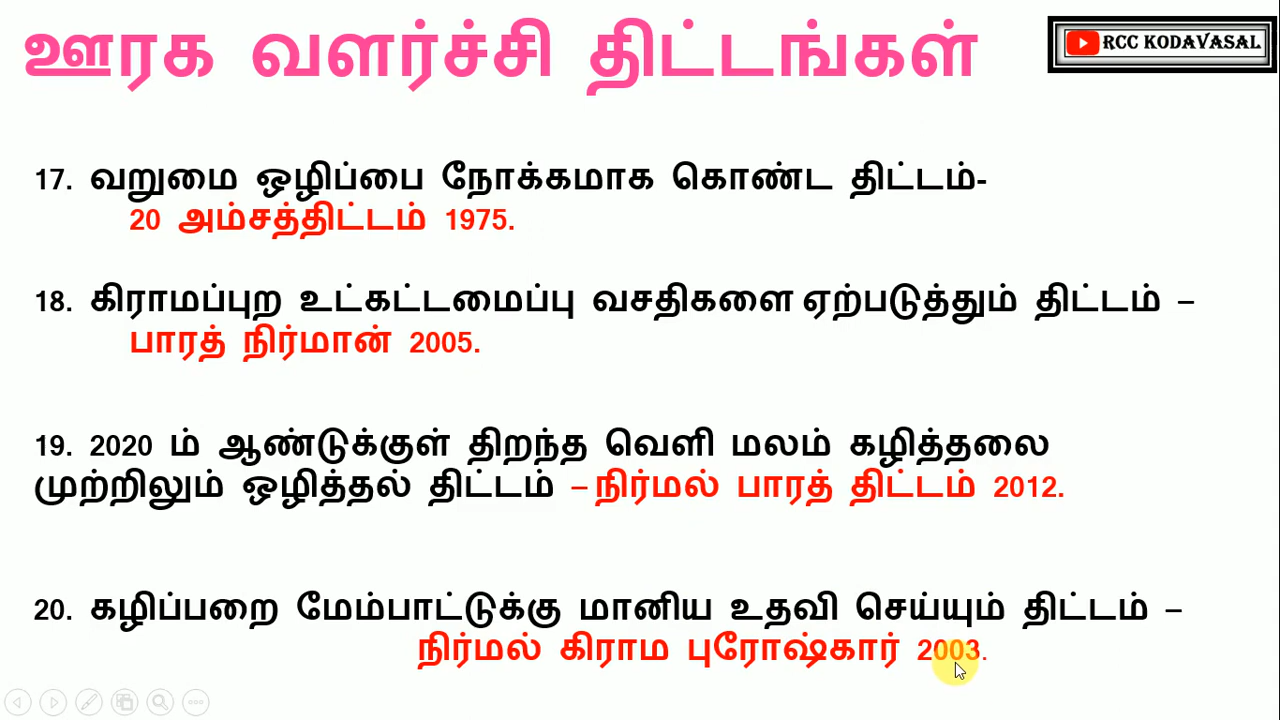 ஊரக வளர்ச்சி திட்டங்கள்
RCC KODAVASAL
17. வறுமை ஒழிப்பை நோக்கமாக கொண்ட திட்டம்-
20 அம்சத்திட்டம் 1975.
18. கிராமப்புற உட்கட்டமைப்பு வசதிகளை ஏற்படுத்தும் திட்டம் –
பாரத் நிர்மான் 2005.
19. 2020 ம் ஆண்டுக்குள் திறந்த வெளி மலம் கழித்தலை
முற்றிலும் ஒழித்தல் திட்டம் – நிர்மல் பாரத் திட்டம் 2012.
20. கழிப்பறை மேம்பாட்டுக்கு மானிய உதவி செய்யும் திட்டம் –
நிர்மல் கிராம புரோஷ்கார் 2003.